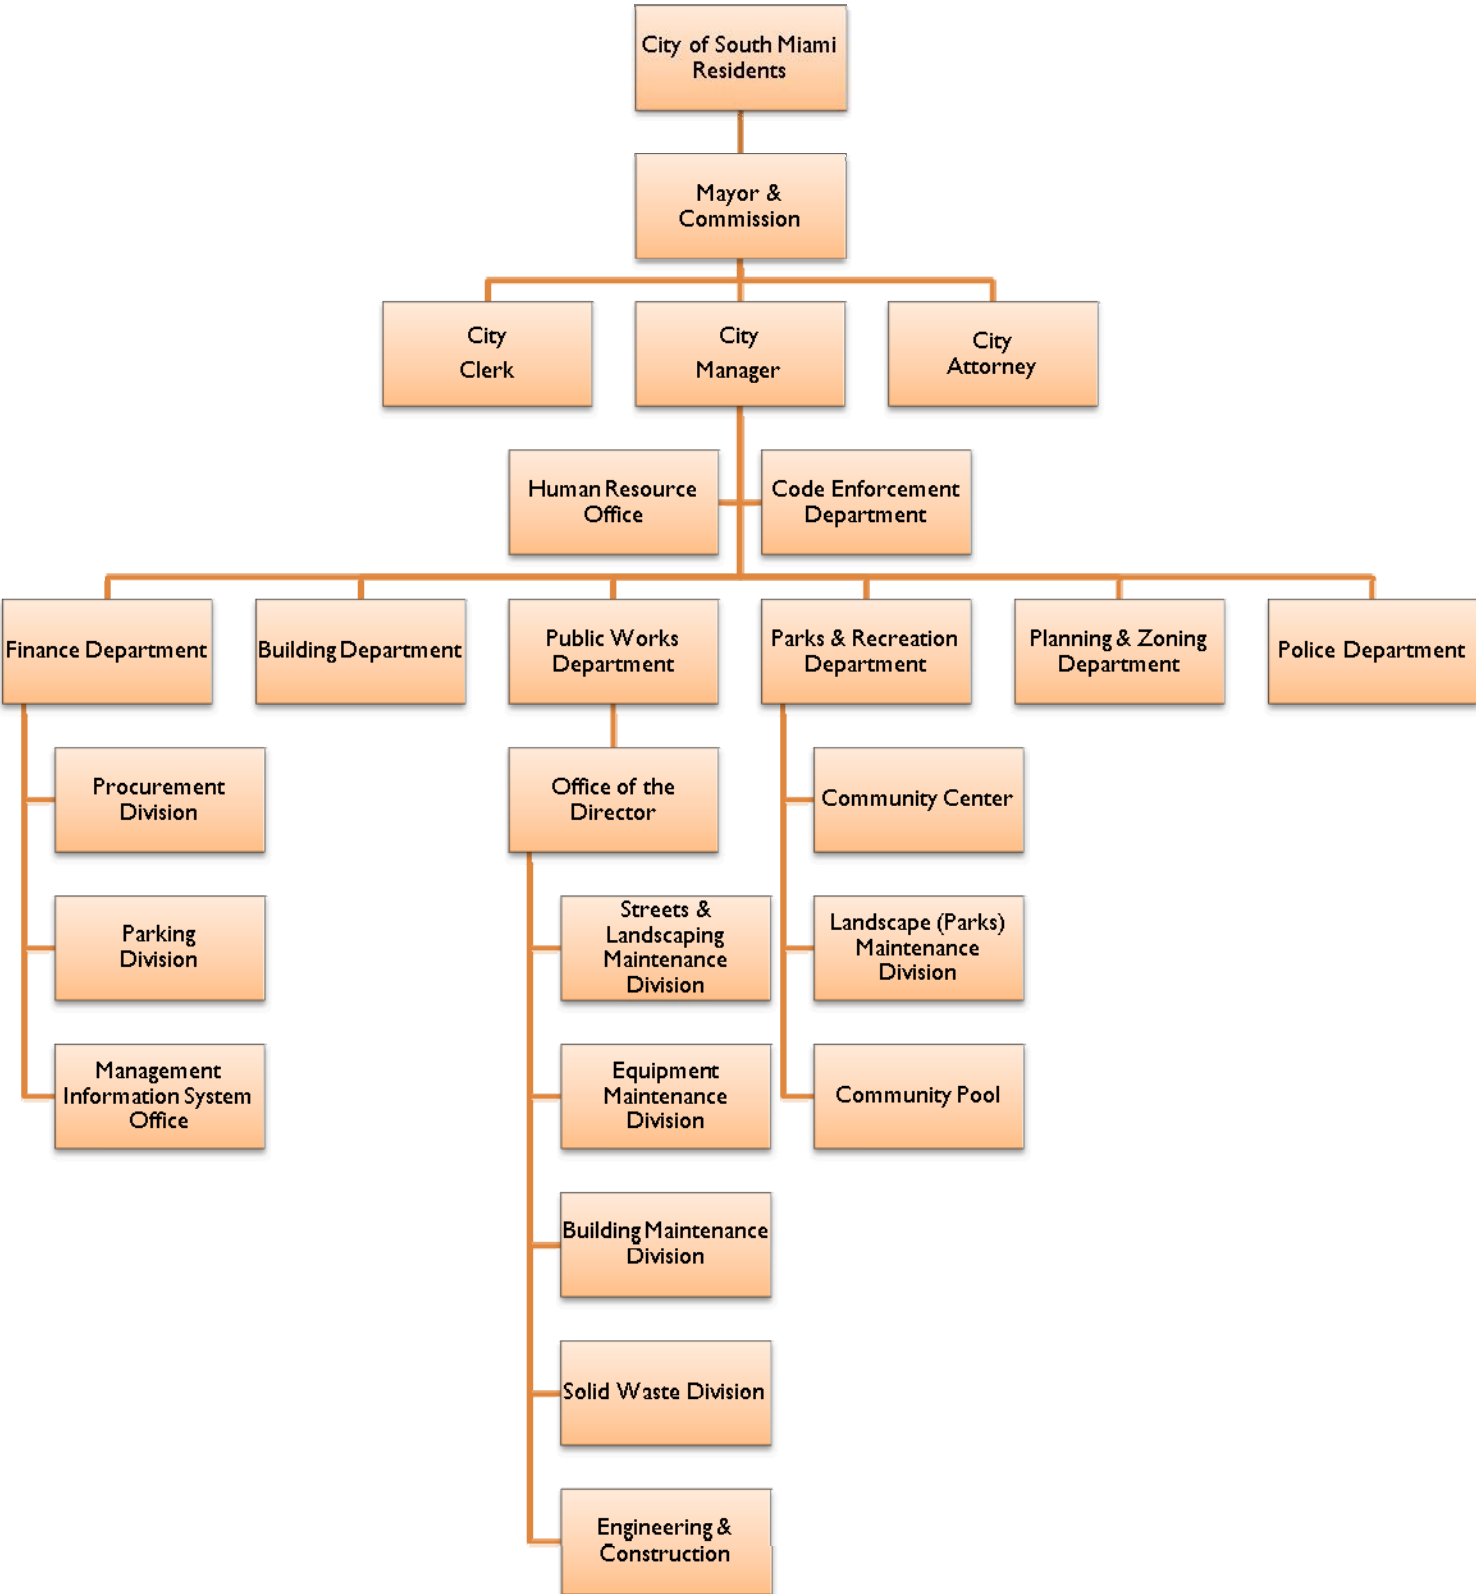 City of South Miami
Residents
Mayor &
Commission
City
Clerk
City
Manager
City
Attorney
Human Resource
Office
Code Enforcement
Department
Finance Department
Building Department
Public Works
Department
Parks & Recreation
Department
Planning & Zoning
Department
Police Department
Procurement
Division
Parking
Division
Management
Information System
Office
Office of the
Director
Streets &
Landscaping
Maintenance
Division
Equipment
Maintenance
Division
Building Maintenance
Division
Solid Waste Division
Engineering &
Construction
Community Center
Landscape (Parks)
Maintenance
Division
Community Pool